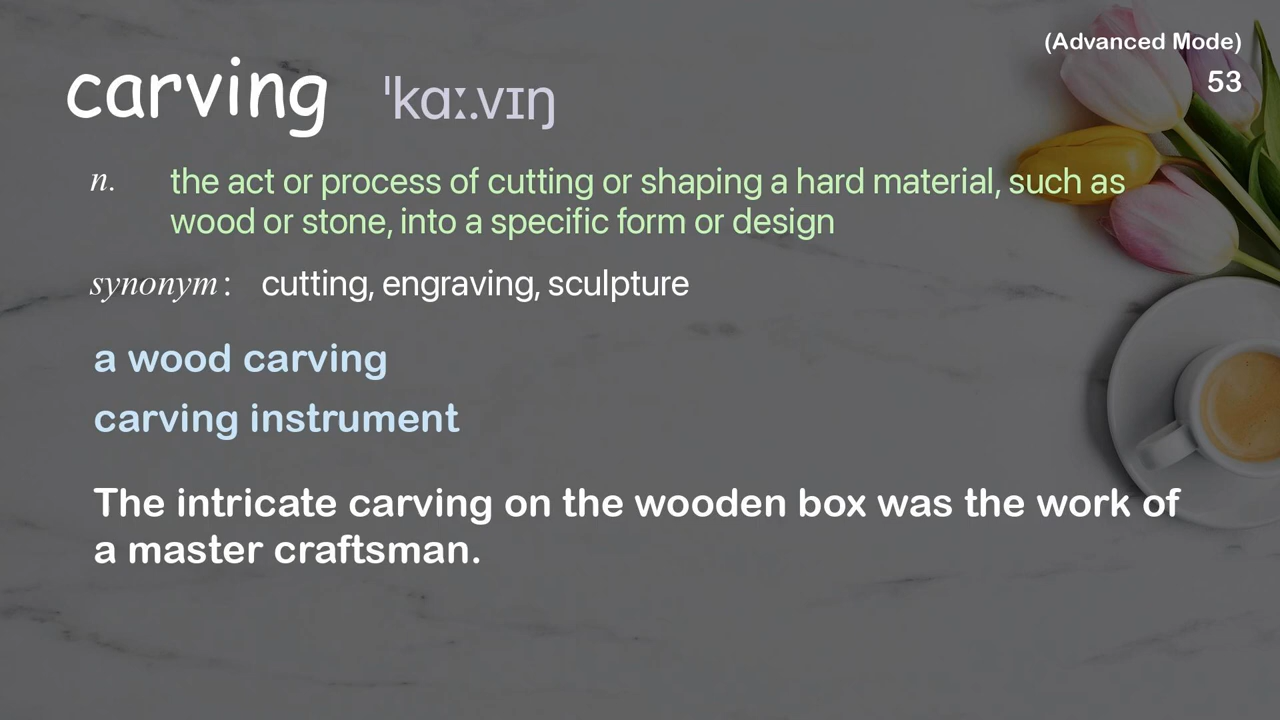 (Advanced Mode)
53
carving ˈkɑː.vɪŋ
n. the act or process of cutting or shaping a hard material, such as
wood or stone, into a specific form or design
synonym: cutting, engraving, sculpture
a wood carving
carving instrument
The intricate carving on the wooden box was the work of
a master craftsman.